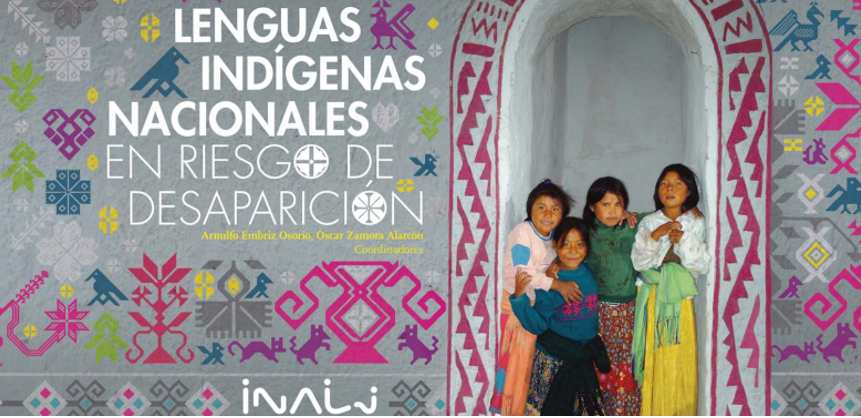 LENGUAS
INDÍGENAS
NACIONALES
EN RIESGO DE
DESAPARICIÓN
Arnulfo Embriz Osorio, Óscar Zamora Alarcón
Coordinadores
INALI